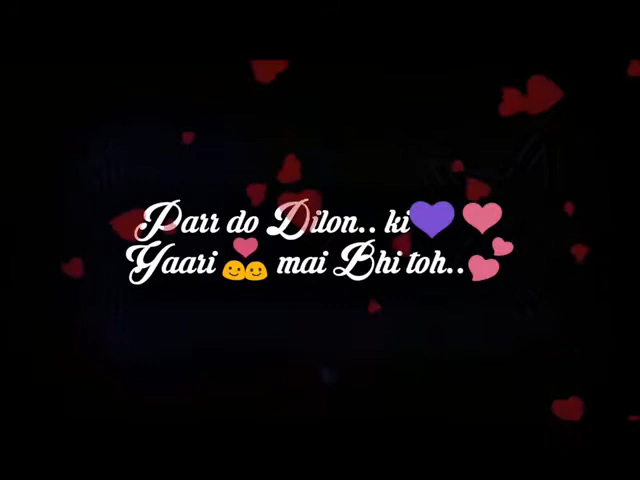 Parr do Dilon.. ki💜 ❤
Yaari 💑 mai Bhi toh..💕